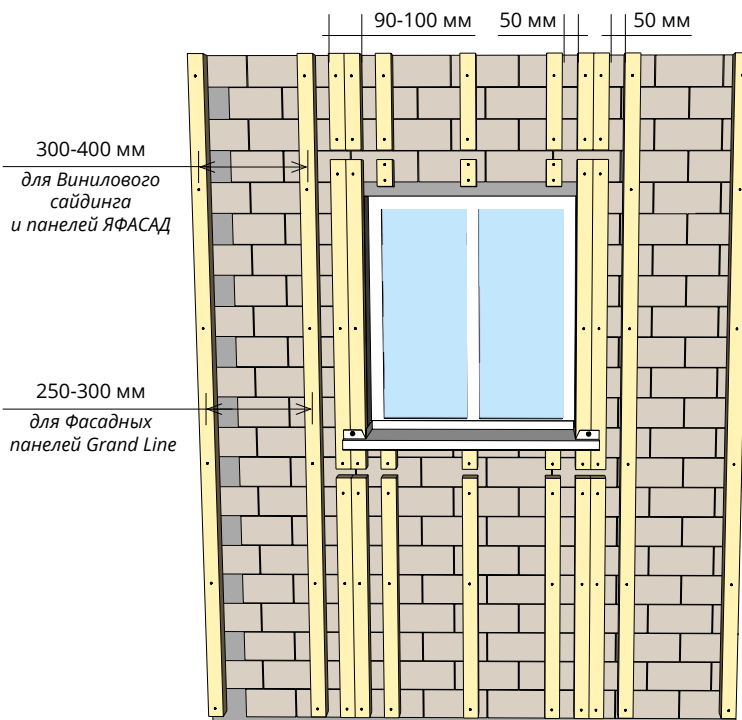 90-100 мм
50 мм
50 мм
300-400 мм
для Винилового
сайдинга
и панелей ЯФАСАД
250-300 мм
для Фасадных
панелей Grand Line